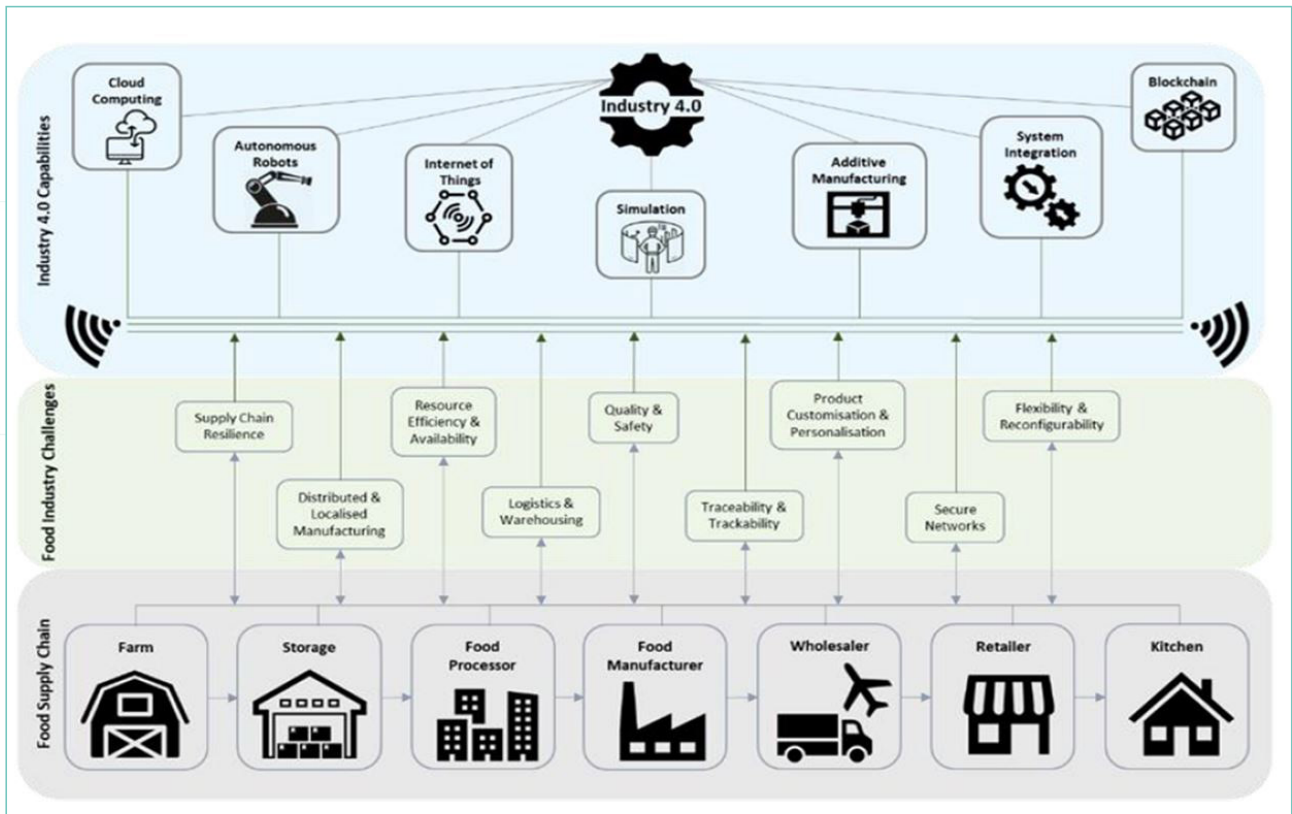 Industry 4.0 Capabilities
Industry 4.0
Cloud
Computing
Autonomous
Robots
Internet of
Things
Simulation
Additive
Manufacturing
System
Integration
Blockchain
Food Industry Challenges
Supply Chain
Resilience
Distributed &
Localised
Manufacturing
Resource
Efficiency &
Availability
Logistics &
Warehousing
Quality &
Safety
Traceability &
Trackability
Product
Customisation &
Personalisation
Secure
Networks
Flexibility &
Reconfigurability
Food Supply Chain
Farm
Storage
Food
Processor
Food
Manufacturer
Wholesaler
Retailer
Kitchen